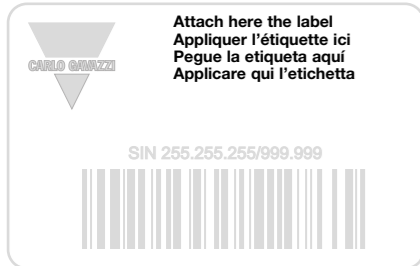 Attach here the label
Appliquer l'étiquette ici
Pegue la etiqueta aquí
Applicare qui l'etichetta
CARLO GAVAZZI
SIN 255.255.255/999.999